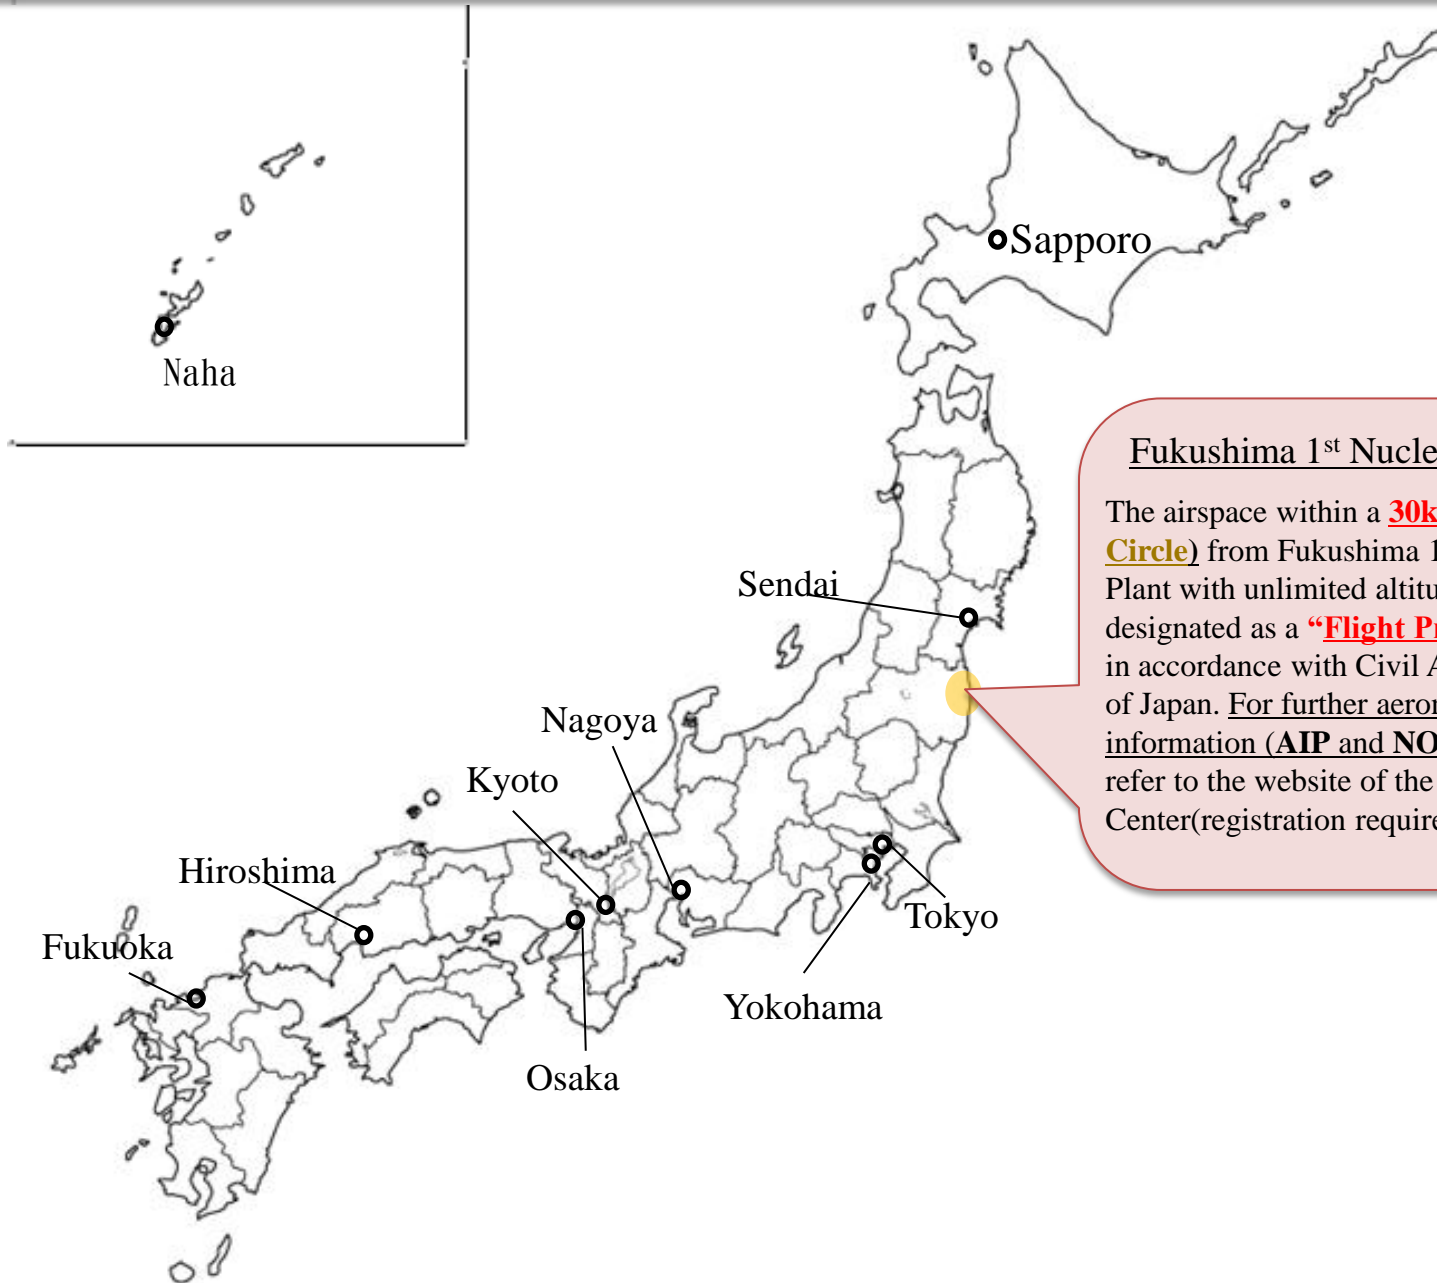 Sapporo
Naha
Fukushima 1st Nucle
The airspace within a 30k
Circle) from Fukushima 1
Plant with unlimited altitu
designated as a “Flight Pr
in accordance with Civil A
of Japan. For further aeron
information (AIP and NO
refer to the website of the
Center(registration require
Sendai
Nagoya
Kyoto
Hiroshima
Tokyo
Fukuoka
Yokohama
Osaka